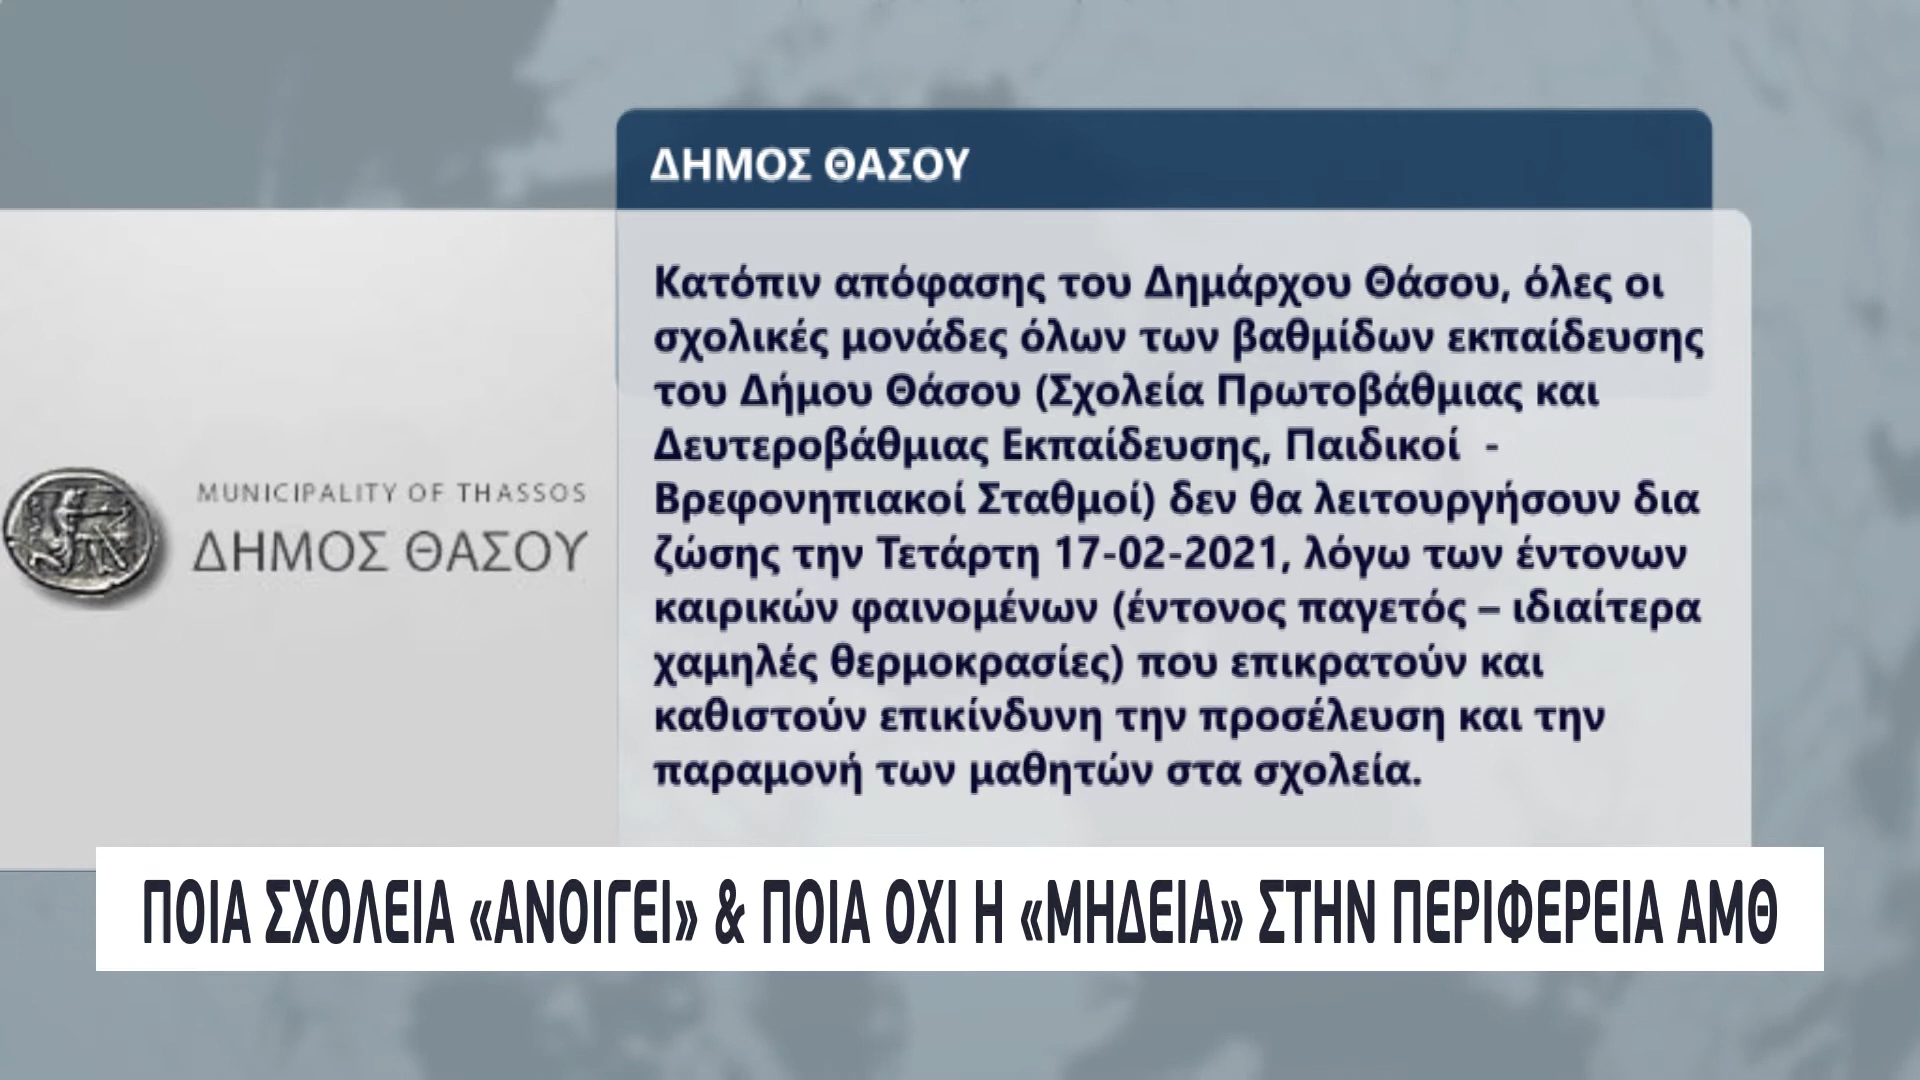 ΔΗΜΟΣ ΘΑΣΟΥ
Κατόπιν απόφασης του Δημάρχου Θάσου, όλες οι
σχολικές μονάδες όλων των βαθμίδων εκπαίδευσης
του Δήμου Θάσου (Σχολεία Πρωτοβάθμιας και
Δευτεροβάθμιας Εκπαίδευσης, Παιδικοί  -
Βρεφονηπιακοί Σταθμοί) δεν θα λειτουργήσουν δια
ζώσης την Τετάρτη 17-02-2021, λόγω των έντονων
καιρικών φαινομένων (έντονος παγετός – ιδιαίτερα
χαμηλές θερμοκρασίες) που επικρατούν και
καθιστούν επικίνδυνη την προσέλευση και την
παραμονή των μαθητών στα σχολεία.
MUNICIPALITY OF THASSOS
ΔΗΜΟΣ ΘΑΣΟΥ
ΠΟΙΑ ΣΧΟΛΕΙΑ «ΑΝΟΙΓΕΙ» & ΠΟΙΑ ΟΧΙ Η «ΜΗΔΕΙΑ» ΣΤΗΝ ΠΕΡΙΦΕΡΕΙΑ ΑΜΘ